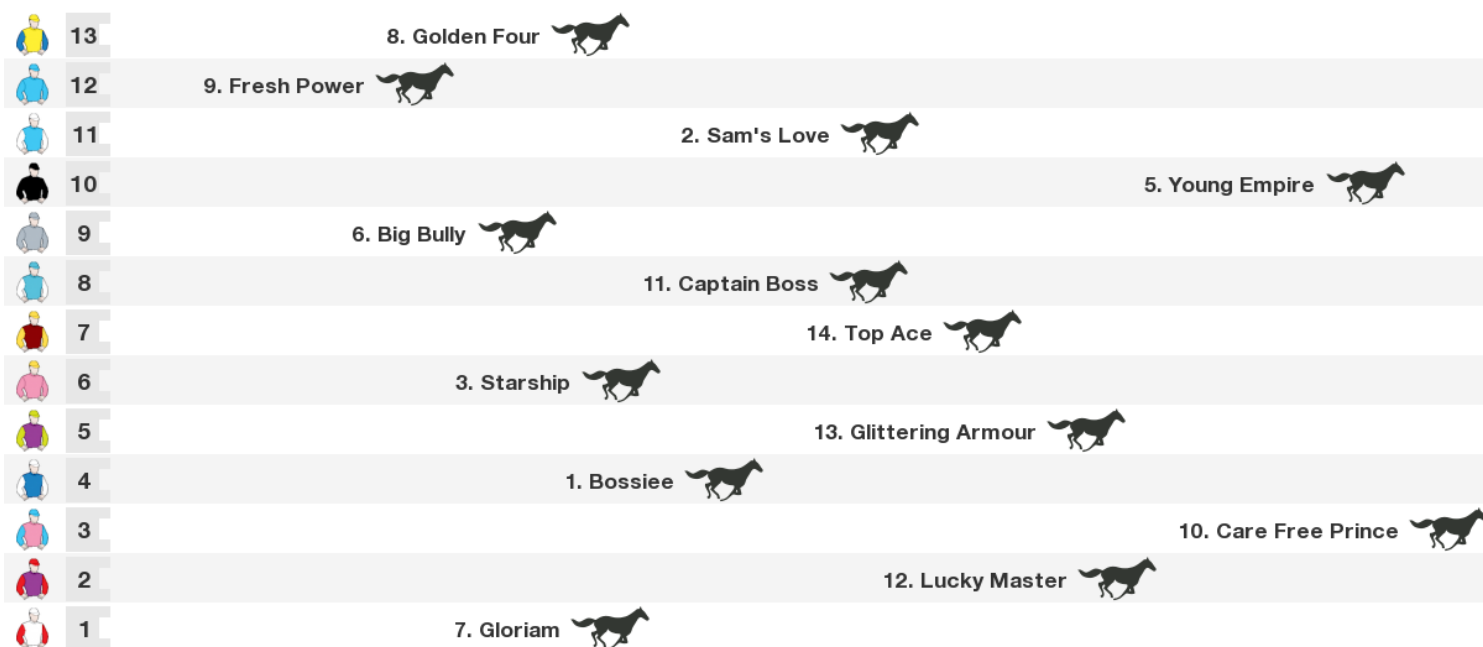 13 8. Golden Four
12 9. Fresh Power
11 2. Sam's Love
10 5. Young Empire
9 6. Big Bully
8 11. Captain Boss
7 14. Top Ace
6 3. Starship
5 13. Glittering Armour
4 1. Bossiee
3 10. Care Free Prince
2 12. Lucky Master
1 7. Gloriam